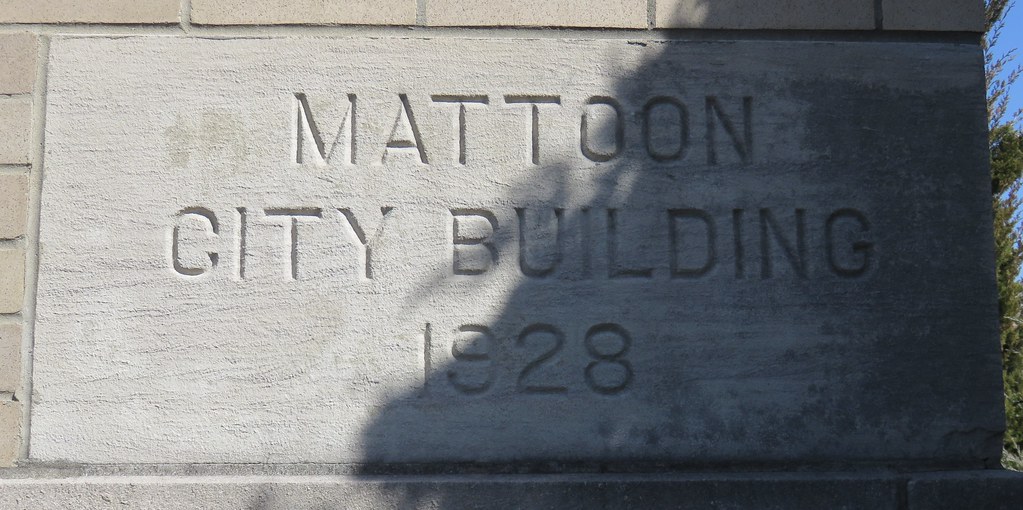 MATTOON
CITY BUILDING
1928